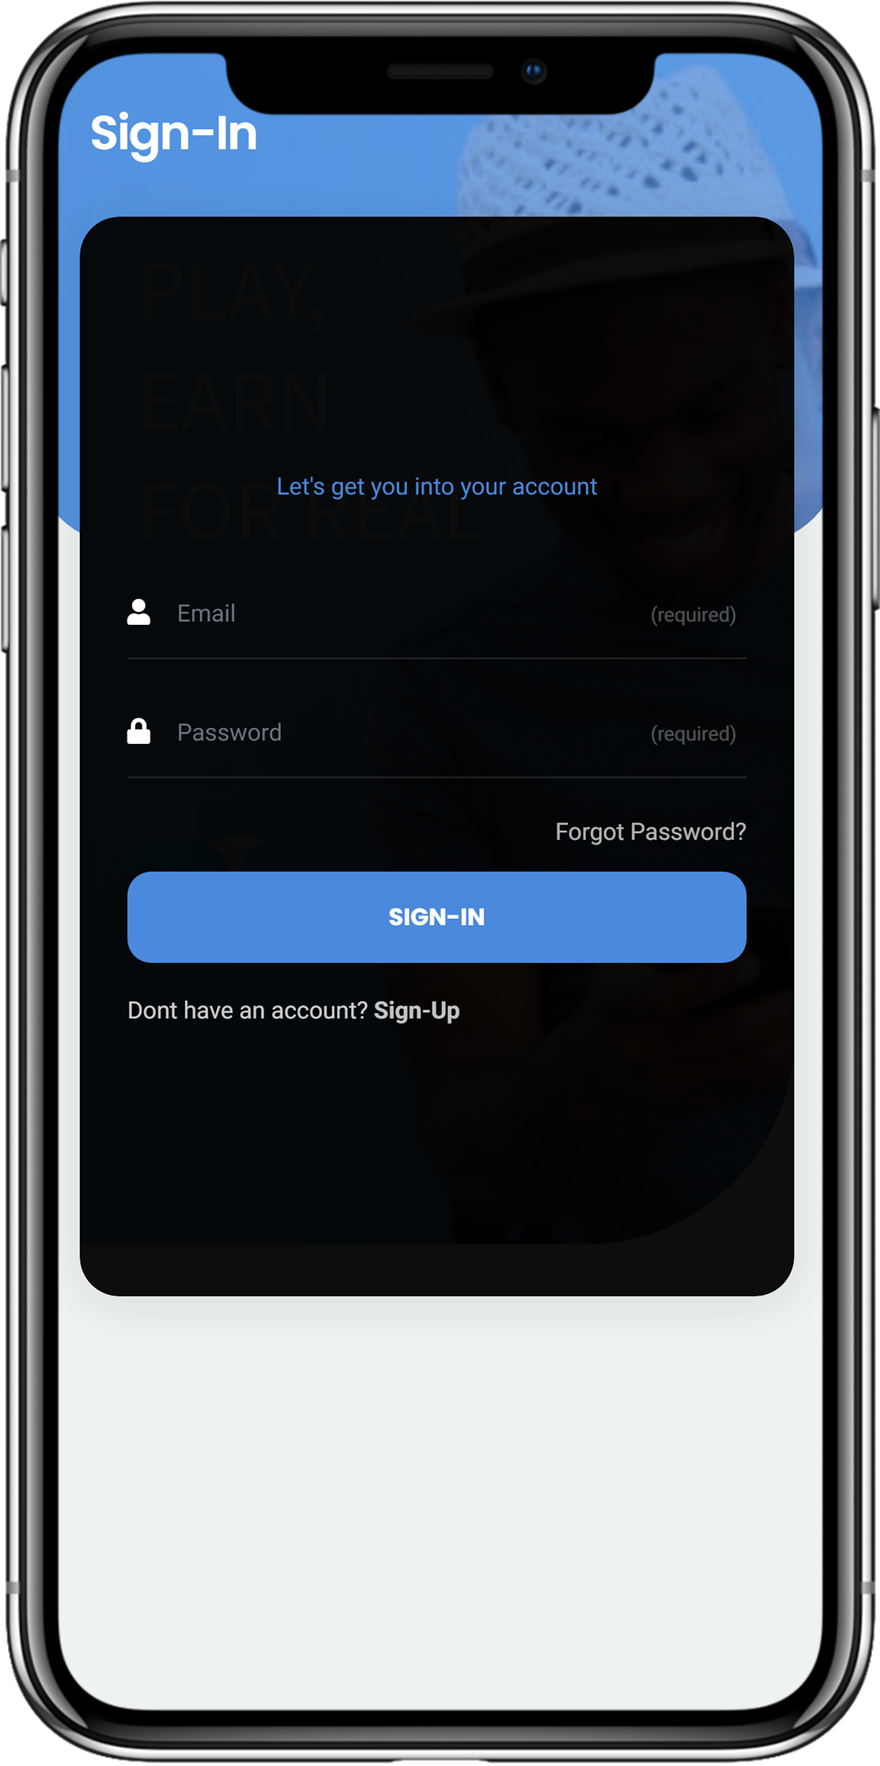 Sign-In
PLAY,
EARN
FOR REAL
Let's get you into your account
Email (required)
Password (required)
Forgot Password?
SIGN-IN
Dont have an account? Sign-Up